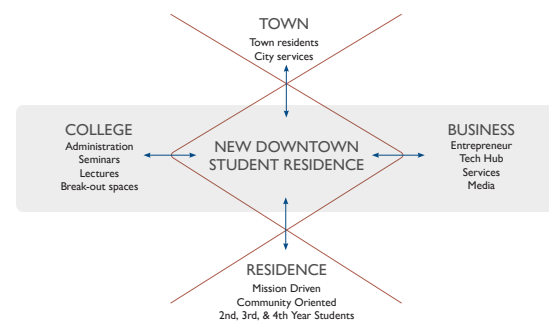 TOWN
Town residents
City services
COLLEGE
Administration
Seminars
Lectures
Break-out spaces
NEW DOWNTOWN
STUDENT RESIDENCE
BUSINESS
Entrepreneur
Tech Hub
Services
Media
RESIDENCE
Mission Driven
Community Oriented
2nd, 3rd, & 4th Year Students